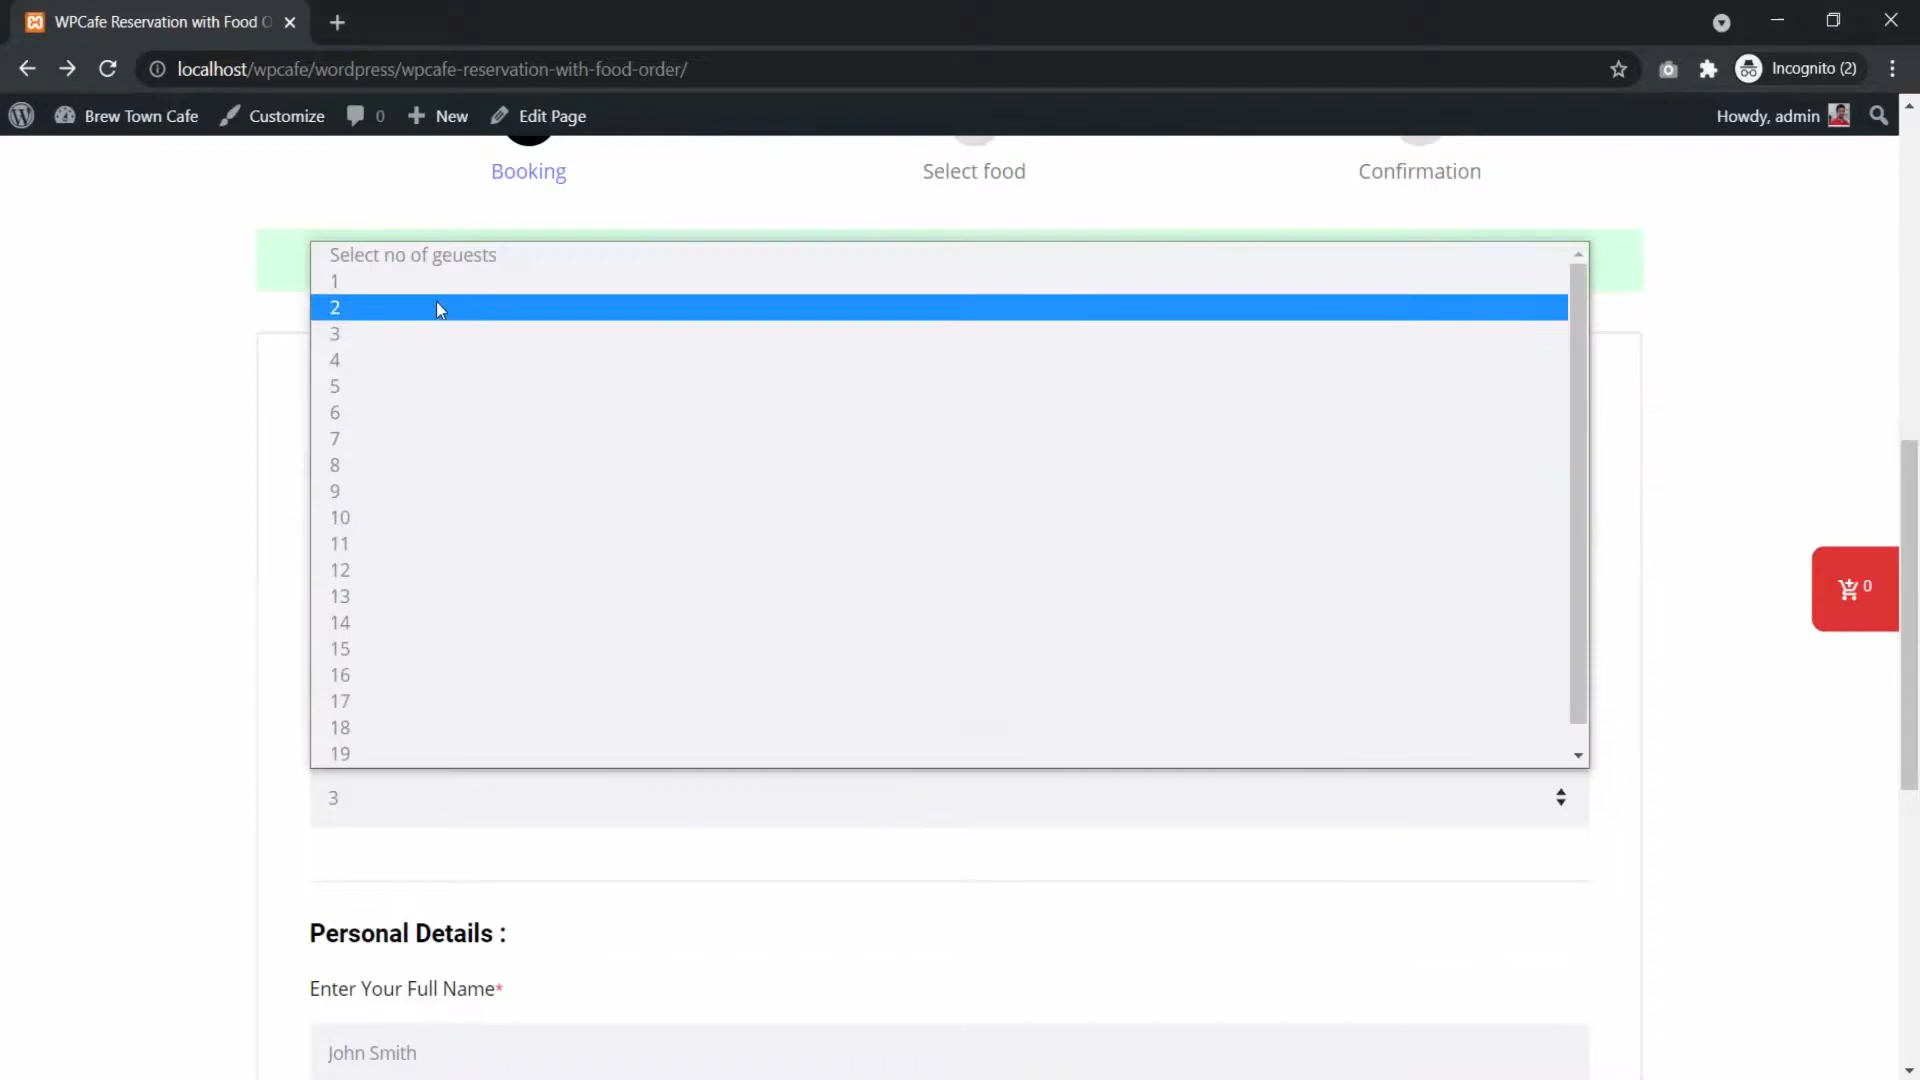 WPCafe Reservation with Food O
localhost/wpcafe/wordpress/wpcafe-reservation-with-food-order/
Incognito (2)
Brew Town Cafe
Customize
0
New
Edit Page
Howdy, admin
Booking
Select food
Confirmation
Select no of geuests
1
2
3
4
5
6
7
8
9
10
11
12
13
14
15
16
17
18
19
0
3
Personal Details :
Enter Your Full Name*
John Smith